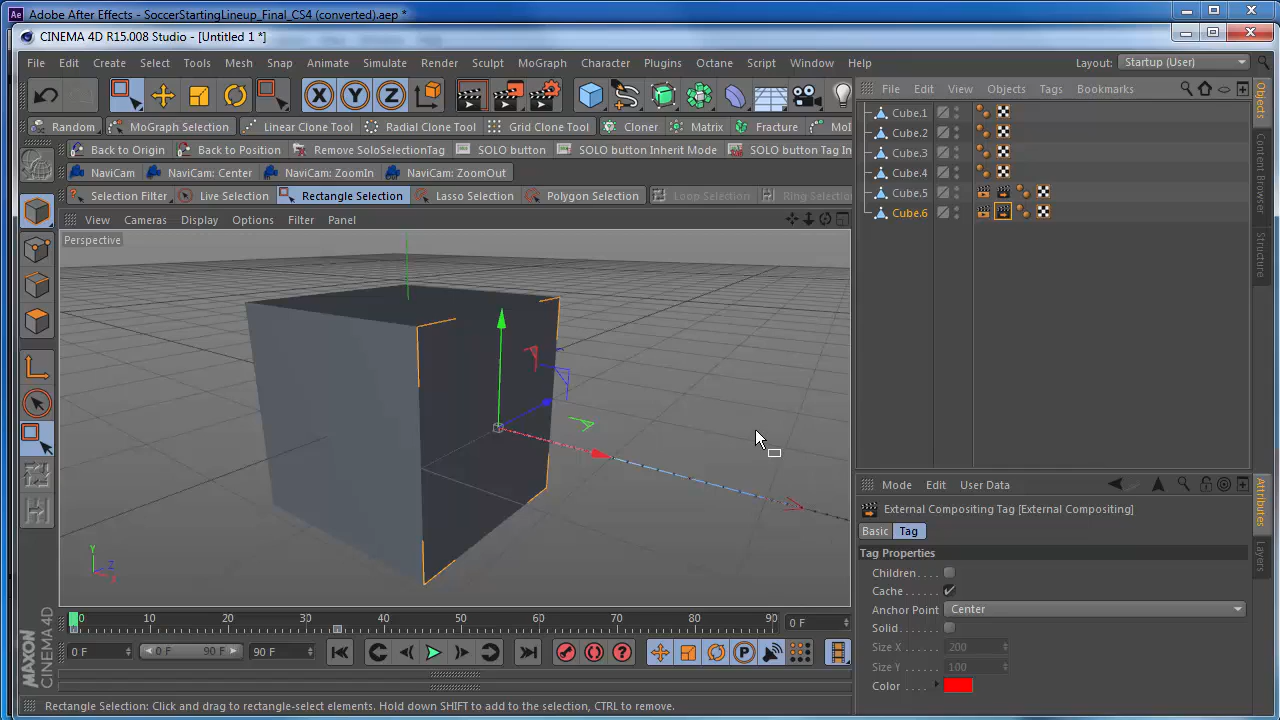 Adobe After Effects - SoccerStartingLineup_Final_CS4 (converted).aep *
CINEMA 4D R15.008 Studio - [Untitled 1 *]
File Edit Create Select Tools Mesh Snap Animate Simulate Render Sculpt MoGraph Character Plugins Octane Script Window Help Layout: Startup (User)
X Y Z
File Edit View Objects Tags Bookmarks
Random MoGraph Selection Linear Clone Tool Radial Clone Tool Grid Clone Tool Cloner Matrix Fracture
Back to Origin Back to Position Remove SoloSelectionTag SOLO button SOLO button Inherit Mode SOLO button Tag In
NaviCam NaviCam: Center NaviCam: ZoomIn NaviCam: ZoomOut
Selection Filter Live Selection Rectangle Selection Lasso Selection Polygon Selection Loop Selection Ring Selection
View Cameras Display Options Filter Panel
Perspective
Y
Z
X
Cube.1
Cube.2
Cube.3
Cube.4
Cube.5
Cube.6
Objects
Content Browser
Structure
Mode Edit User Data
External Compositing Tag [External Compositing]
Basic Tag
Tag Properties
Children
Cache
Anchor Point Center
Solid
Size X 200
Size Y 100
Color
Attributes
Layers
0 10 20 30 40 50 60 70 80 90 0 F
0 F 0 F 90 F 90 F
P
MAXON CINEMA 4D
Rectangle Selection: Click and drag to rectangle-select elements. Hold down SHIFT to add to the selection, CTRL to remove.